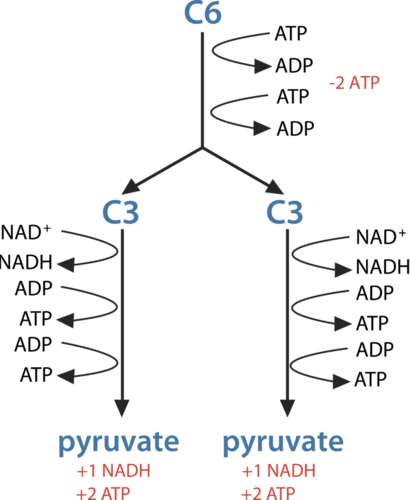 C6
ATP
ADP
-2 ATP
ATP
ADP
C3
C3
NAD+
NADH
ADP
ATP
ADP
ATP
NAD+
NADH
ADP
ATP
ADP
ATP
pyruvate
+1 NADH
+2 ATP
pyruvate
+1 NADH
+2 ATP